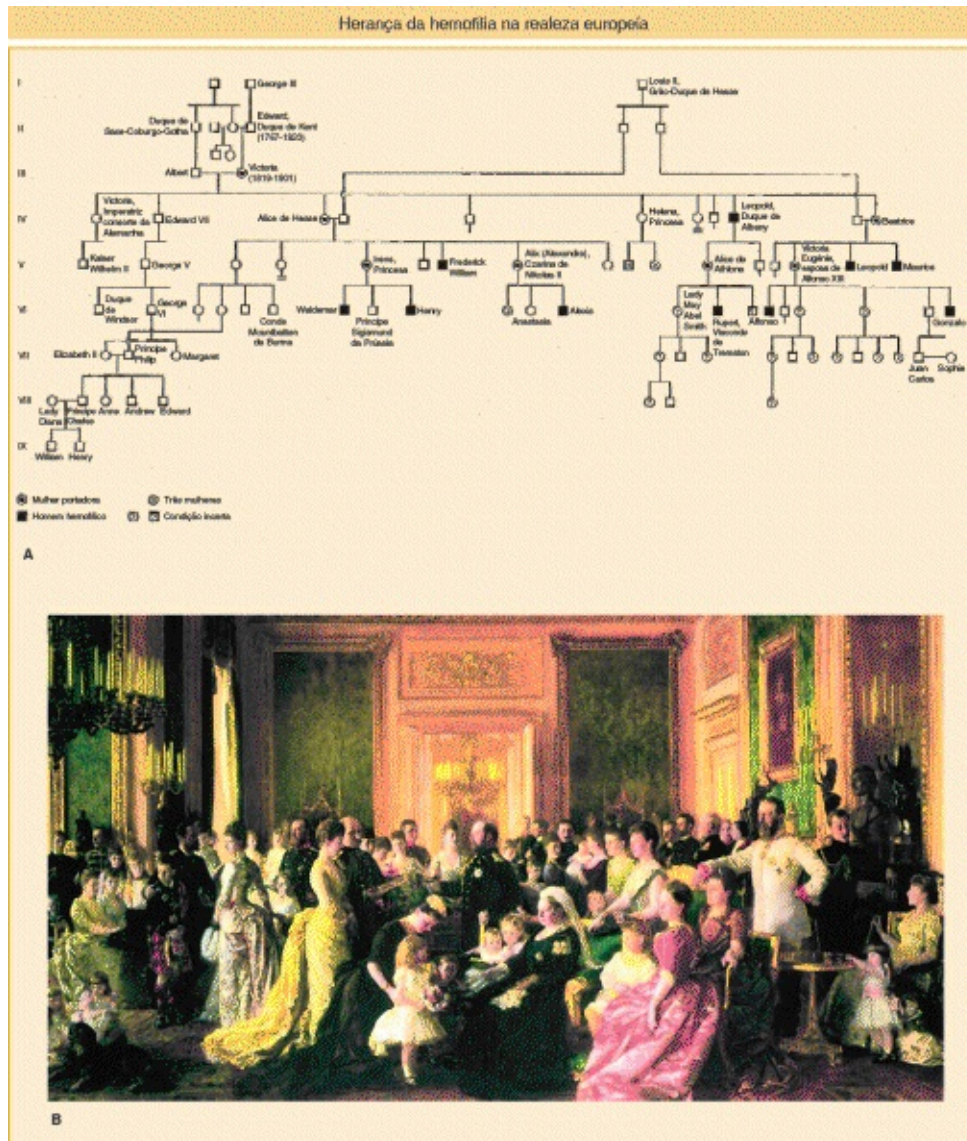 Herança da hemofilia na realeza europeia
I
George III
Louis II,
Grão-Duque de Hesse
II
Duque de
Saxe-Coburgo-Gotha
Edward,
Duque de Kent
(1767-1820)
III
Albert
Victoria
(1819-1901)
IV
Victoria,
Imperatriz
consorte da
Alemanha
Edward VII
Alice de Hesse
Helena,
Princesa
Leopold,
Duque de
Albany
Beatrice
V
Kaiser
Wilhelm II
George V
Irene,
Princesa
Frederick
William
Alix (Alexandra),
Czarina de
Nikolas II
Alice de
Athlone
Victoria
Eugénie,
esposa de
Alfonso XIII
Leopold
Maurice
VI
Duque
de
Windsor
George
VI
Conde
Mountbatten
de Burma
Waldemar
Príncipe
Sigismund
da Prússia
Henry
Anastasia
Alexis
Lady
May
Abel
Smith
Rupert,
Visconde
de
Trematon
Alfonso
Gonzalo
VII
Elizabeth II
Príncipe
Philip
Margaret
Juan
Carlos
Sophie
VIII
Lady
Diana
Príncipe
Charles
Anne
Andrew
Edward
IX
William
Henry
Mulher portadora
Três mulheres
Homem hemofílico
Condição incerta
A
B